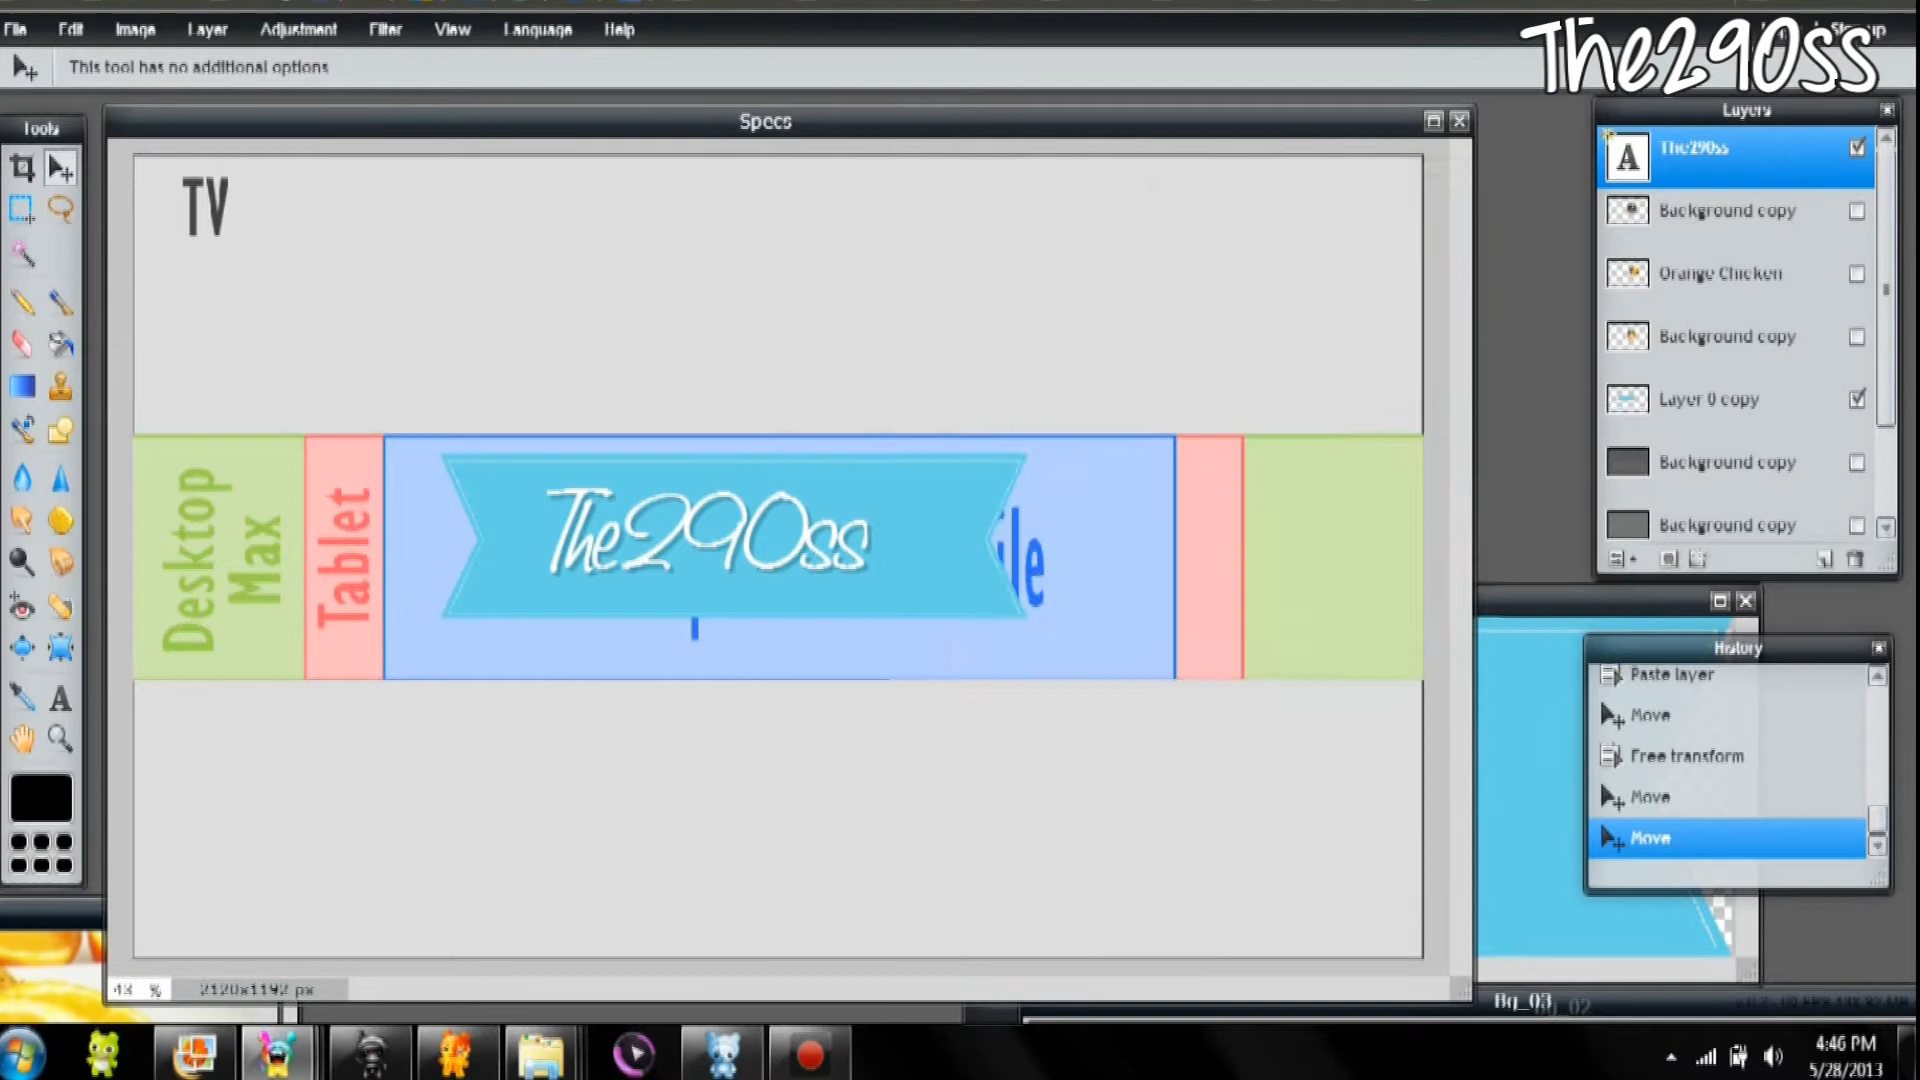 File Edit Image Layer Adjustment Filter View Language Help
The290ss
This tool has no additional options
Tools
Specs
Layers
TV
The290ss
Background copy
Orange Chicken
Background copy
Layer 0 copy
Background copy
Background copy
Desktop
Max
Tablet
The290ss
ile
History
Paste layer
Move
Free transform
Move
Move
43 %
2120x1192 px
Bg_03
4:46 PM
5/28/2013